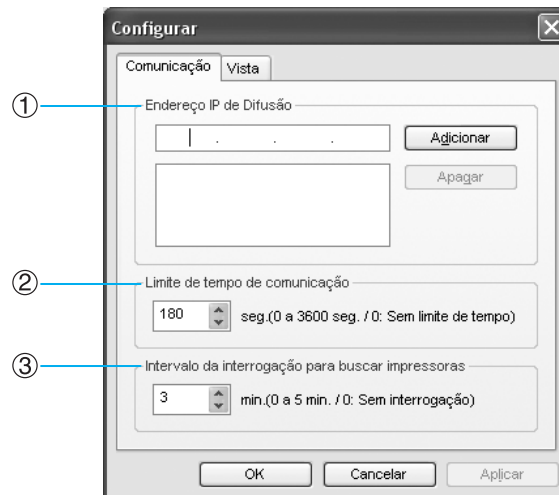 Configurar
Comunicação Vista
① Endereço IP de Difusão
. . .
Adicionar
Apagar
② Limite de tempo de comunicação
180 seg.(0 a 3600 seg. / 0: Sem limite de tempo)
③ Intervalo da interrogação para buscar impressoras
3 min.(0 a 5 min. / 0: Sem interrogação)
OK Cancelar Aplicar